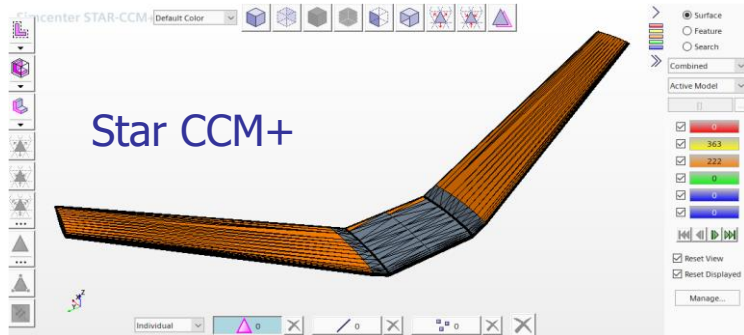 Simcenter STAR-CCM+
Default Color
Surface
Feature
Search
Combined
Active Model
Star CCM+
0
363
222
0
0
0
Reset View
Reset Displayed
Manage...
Individual
0
0
0